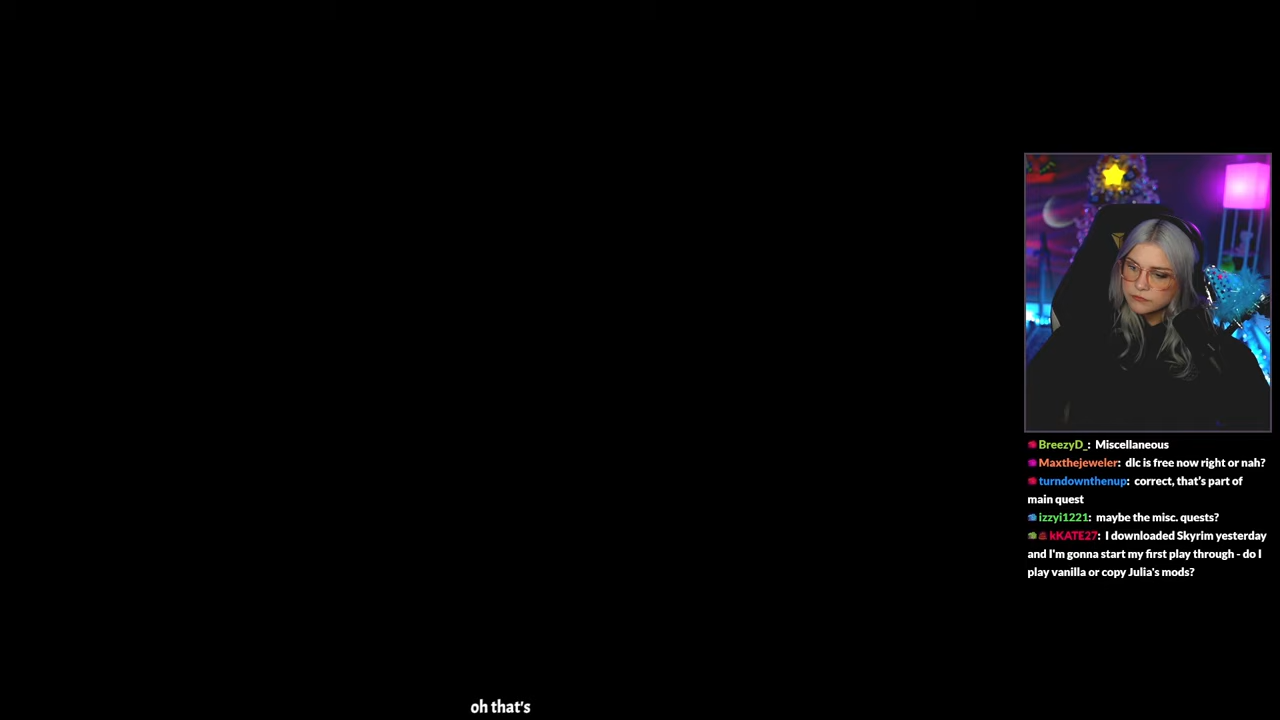 BreezyD_: Miscellaneous
Maxthejeweler: dlc is free now right or nah?
turndownthenup: correct, that's part of
main quest
izzyi1221: maybe the misc. quests?
kKATE27: I downloaded Skyrim yesterday
and I'm gonna start my first play through - do I
play vanilla or copy Julia's mods?
oh that's